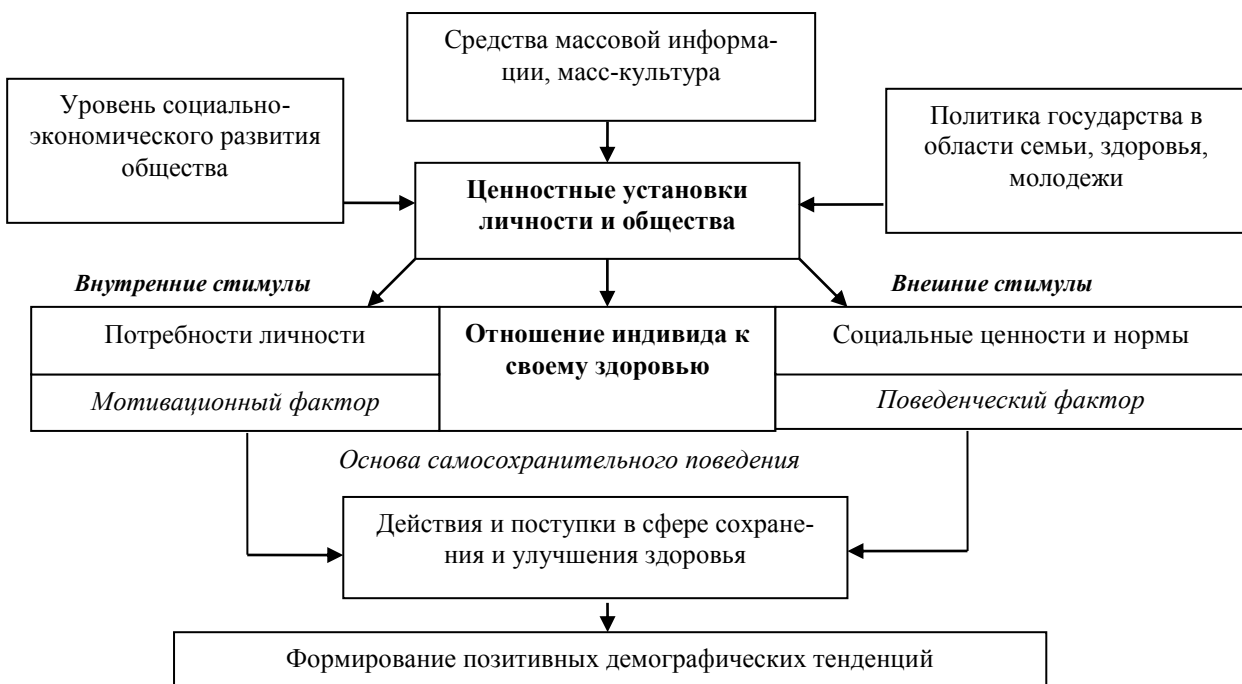 Средства массовой информа-
ции, масс-культура
Уровень социально-
экономического развития
общества
Политика государства в
области семьи, здоровья,
молодежи
Ценностные установки
личности и общества
Внутренние стимулы
Внешние стимулы
Потребности личности
Отношение индивида к
своему здоровью
Социальные ценности и нормы
Мотивационный фактор
Поведенческий фактор
Основа самосохранительного поведения
Действия и поступки в сфере сохране-
ния и улучшения здоровья
Формирование позитивных демографических тенденций